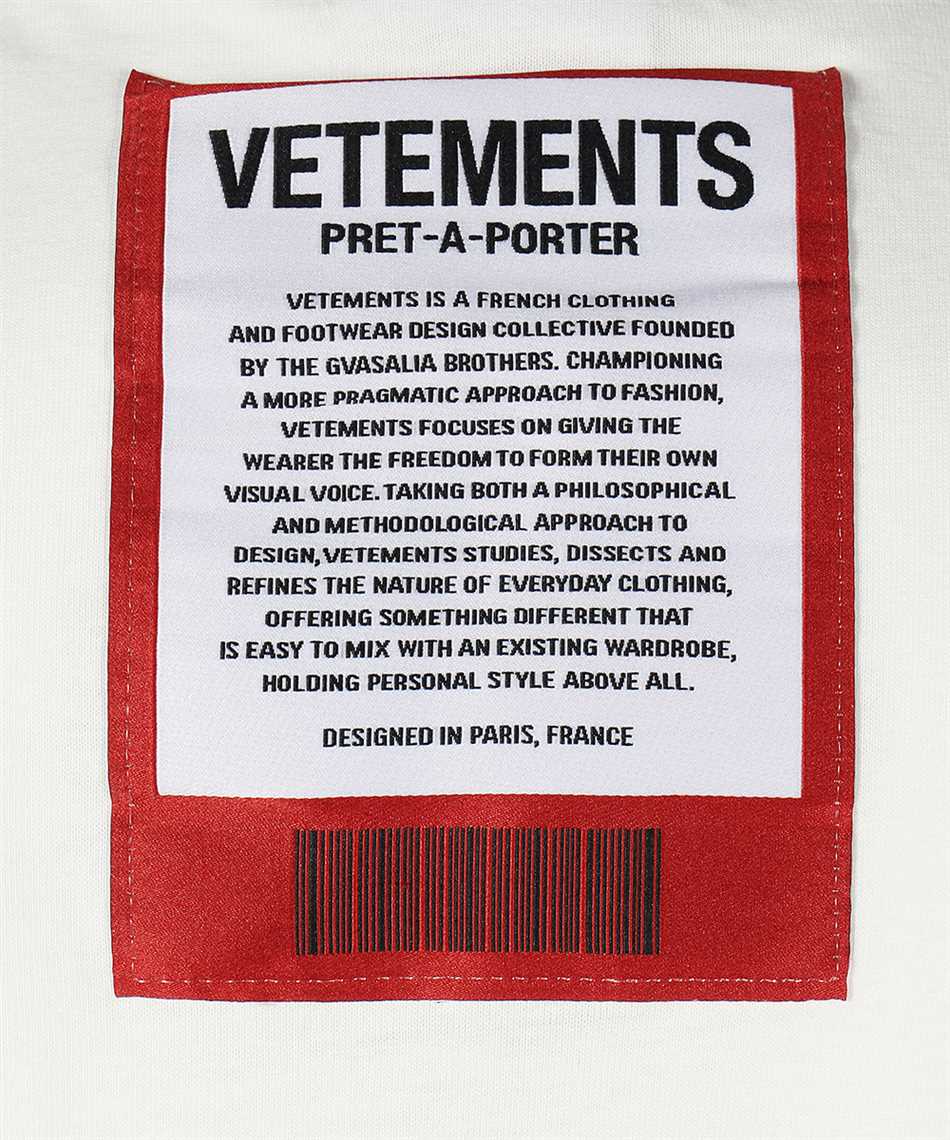 VETEMENTS
PRET-A-PORTER
VETEMENTS IS A FRENCH CLOTHING
AND FOOTWEAR DESIGN COLLECTIVE FOUNDED
BY THE GVASALIA BROTHERS. CHAMPIONING
A MORE PRAGMATIC APPROACH TO FASHION,
VETEMENTS FOCUSES ON GIVING THE
WEARER THE FREEDOM TO FORM THEIR OWN
VISUAL VOICE. TAKING BOTH A PHILOSOPHICAL
AND METHODOLOGICAL APPROACH TO
DESIGN, VETEMENTS STUDIES, DISSECTS AND
REFINES THE NATURE OF EVERYDAY CLOTHING,
OFFERING SOMETHING DIFFERENT THAT
IS EASY TO MIX WITH AN EXISTING WARDROBE,
HOLDING PERSONAL STYLE ABOVE ALL.
DESIGNED IN PARIS, FRANCE